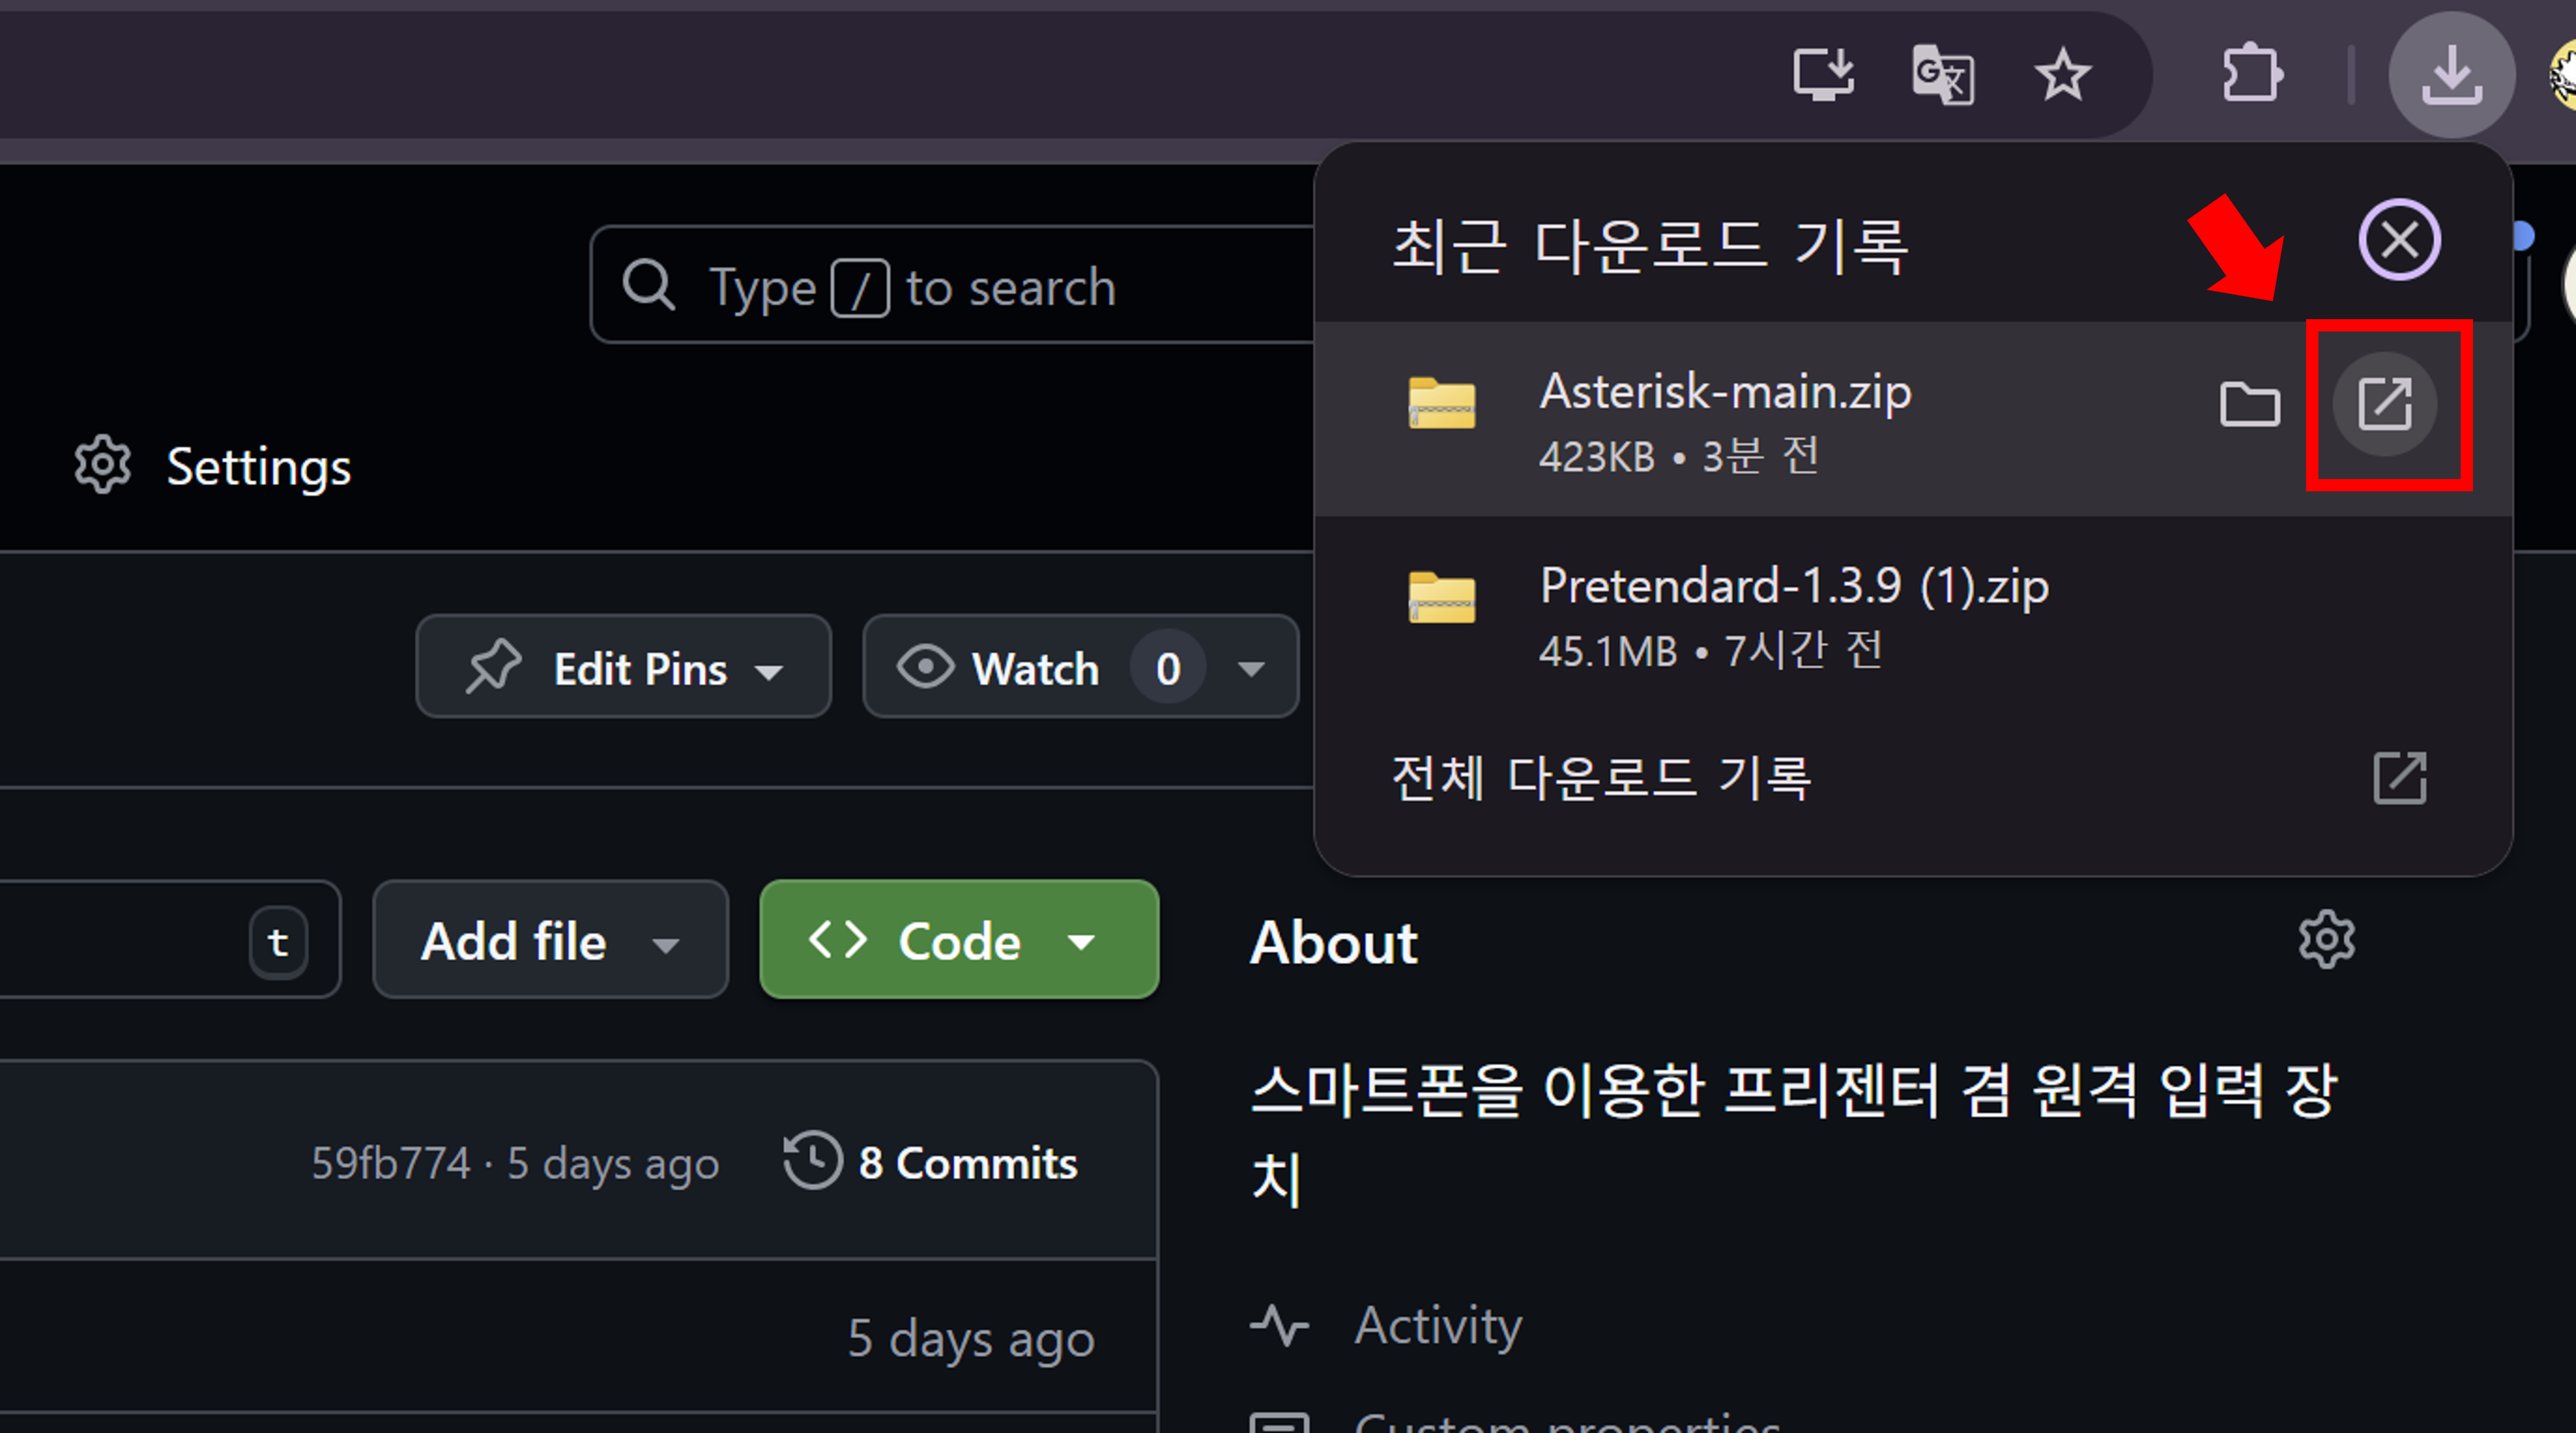 최근 다운로드 기록
Type / to search
Asterisk-main.zip
423KB • 3분 전
Settings
Pretendard-1.3.9 (1).zip
45.1MB • 7시간 전
Edit Pins
Watch 0
전체 다운로드 기록
t
Add file
<> Code
About
스마트폰을 이용한 프리젠터 겸 원격 입력 장
치
59fb774 · 5 days ago
8 Commits
5 days ago
Activity
Custom properties